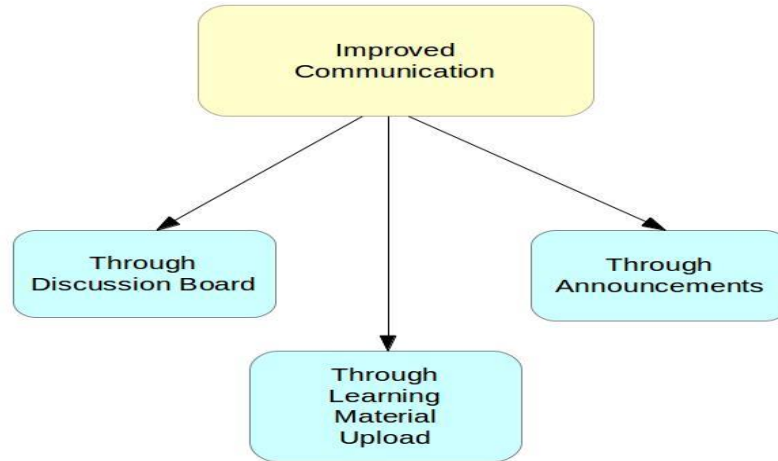 Improved
Communication
Through
Discussion Board
Through
Announcements
Through
Learning
Material
Upload